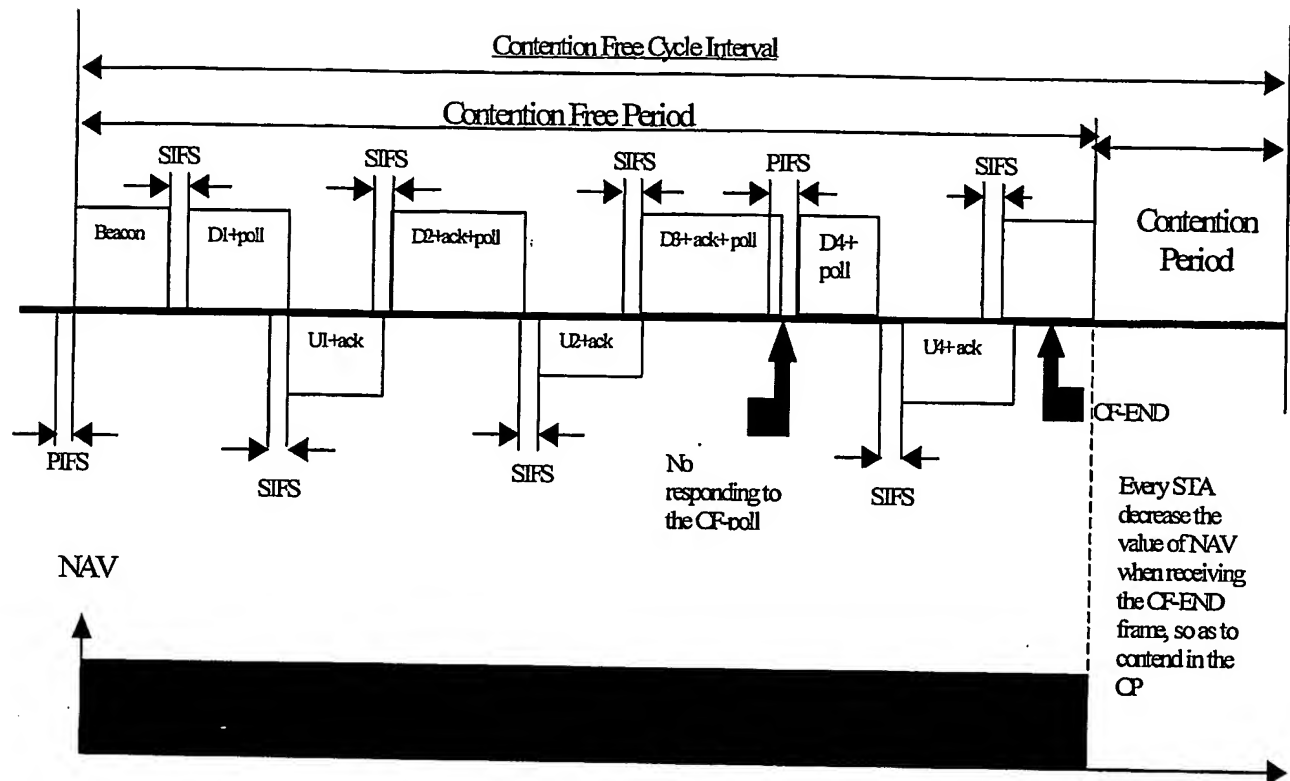 Contention Free Cycle Interval
Contention Free Period
SIFS
SIFS
SIFS
PIFS
SIFS
Beacon
D1+poll
D2+ack+poll
D3+ack+poll
D4+
poll
Contention
Period
U1+ack
U2+ack
U4+ack
PIFS
SIFS
SIFS
SIFS
CF-END
No
responding to
the CF-poll
Every STA
decrease the
value of NAV
when receiving
the CF-END
frame, so as to
contend in the
CP
NAV